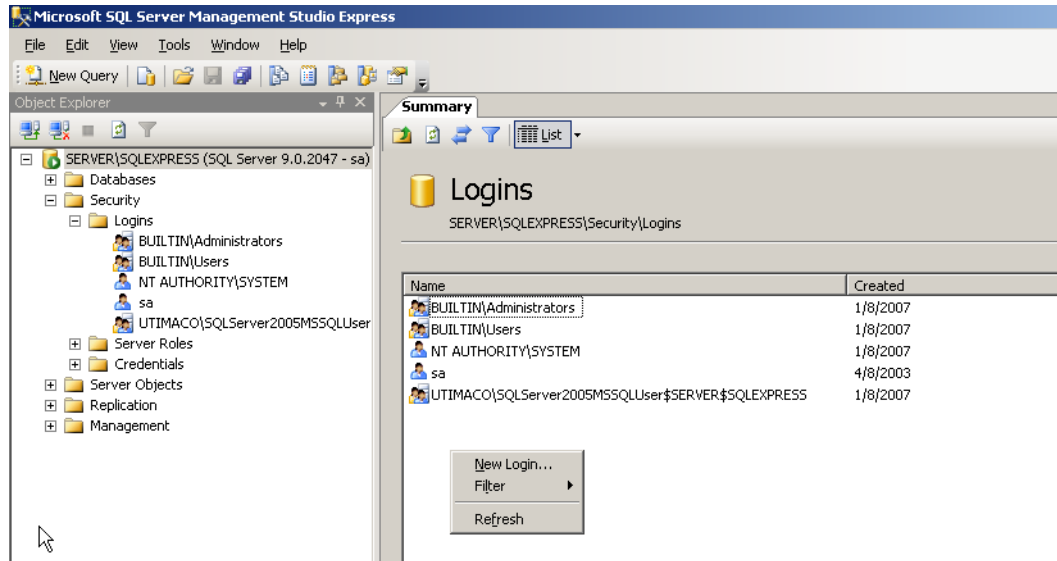 Microsoft SQL Server Management Studio Express
File Edit View Tools Window Help
New Query
Object Explorer
SERVER\SQLEXPRESS (SQL Server 9.0.2047 - sa)
Databases
Security
Logins
BUILTIN\Administrators
BUILTIN\Users
NT AUTHORITY\SYSTEM
sa
UTIMACO\SQLServer2005MSSQLUser
Server Roles
Credentials
Server Objects
Replication
Management
Summary
List
Logins
SERVER\SQLEXPRESS\Security\Logins
Name Created
BUILTIN\Administrators 1/8/2007
BUILTIN\Users 1/8/2007
NT AUTHORITY\SYSTEM 1/8/2007
sa 4/8/2003
UTIMACO\SQLServer2005MSSQLUser$SERVER$SQLEXPRESS 1/8/2007
New Login...
Filter
Refresh